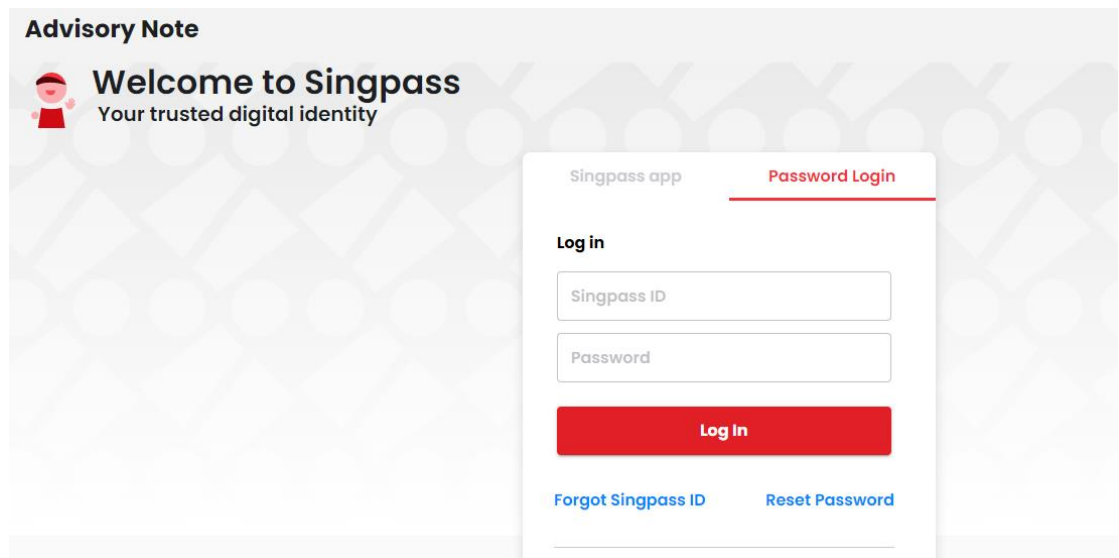 Advisory Note
Welcome to Singpass
Your trusted digital identity
Singpass app
Password Login
Log in
Singpass ID
Password
Log In
Forgot Singpass ID
Reset Password